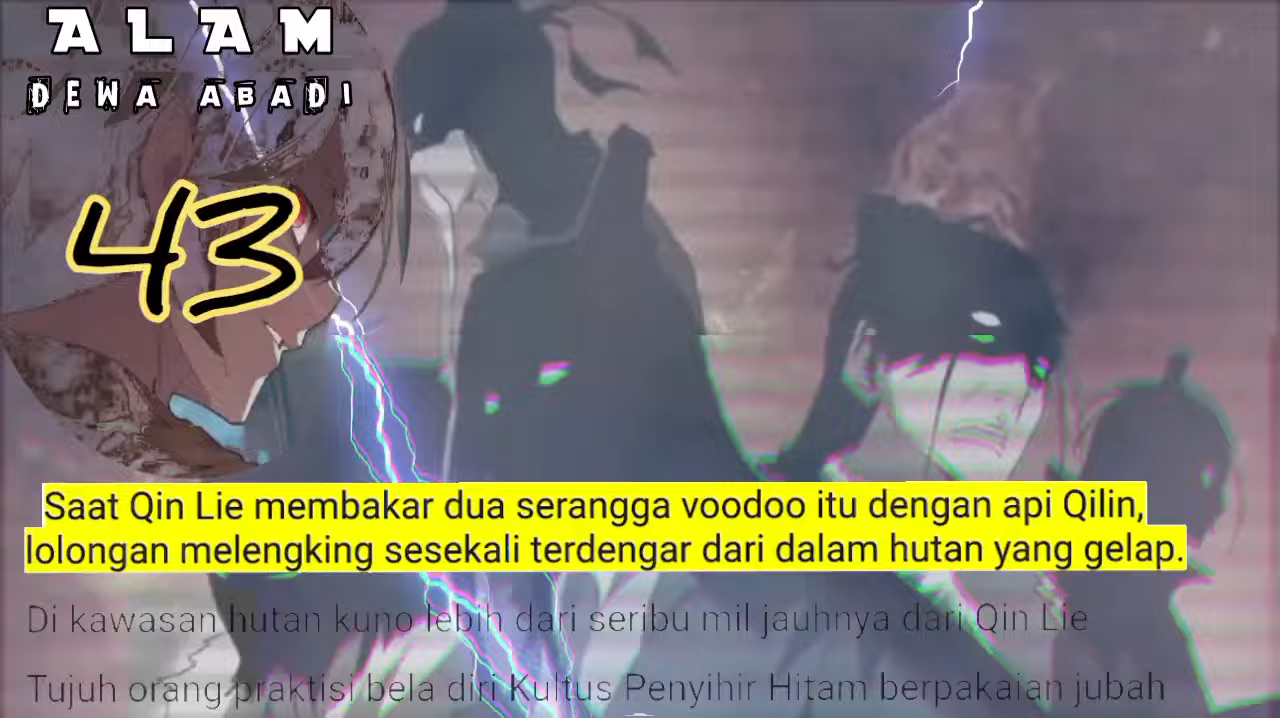 ALAM
DEWA ABADI
43
Saat Qin Lie membakar dua serangga voodoo itu dengan api Qilin,
lolongan melengking sesekali terdengar dari dalam hutan yang gelap.
Di kawasan hutan kuno lebih dari seribu mil jauhnya dari Qin Lie
Tujuh orang praktisi bela diri Kultus Penyihir Hitam berpakaian jubah